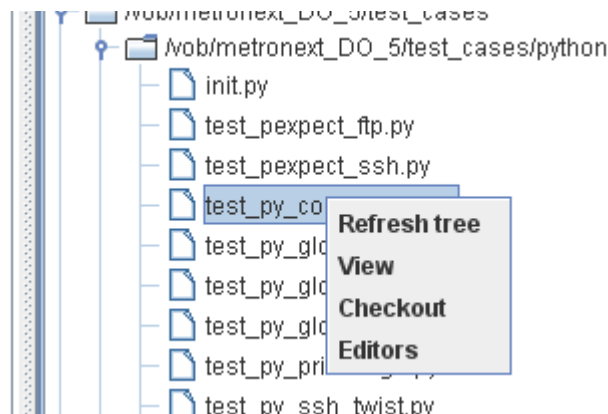 /vob/metronext_DO_5/test_cases
/vob/metronext_DO_5/test_cases/python
init.py
test_pexpect_ftp.py
test_pexpect_ssh.py
test_py_co
Refresh tree
test_py_glo
View
test_py_glo
Checkout
test_py_glo
Editors
test_py_pri
test_py_ssh_twist.py